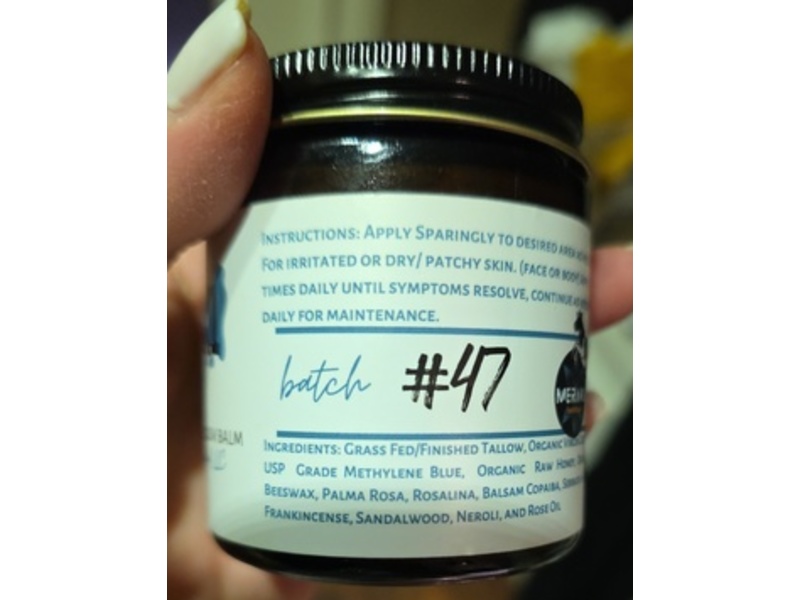 Instructions: Apply Sparingly to desired area
For irritated or dry/ patchy skin. (face or body)
times daily until symptoms resolve, continue
daily for maintenance.
batch #47
BALM
Ingredients: Grass Fed/Finished Tallow, Organic
USP Grade Methylene Blue, Organic Raw Honey,
Beeswax, Palma Rosa, Rosalina, Balsam Copaiba,
Frankincense, Sandalwood, Neroli, and Rose Oil